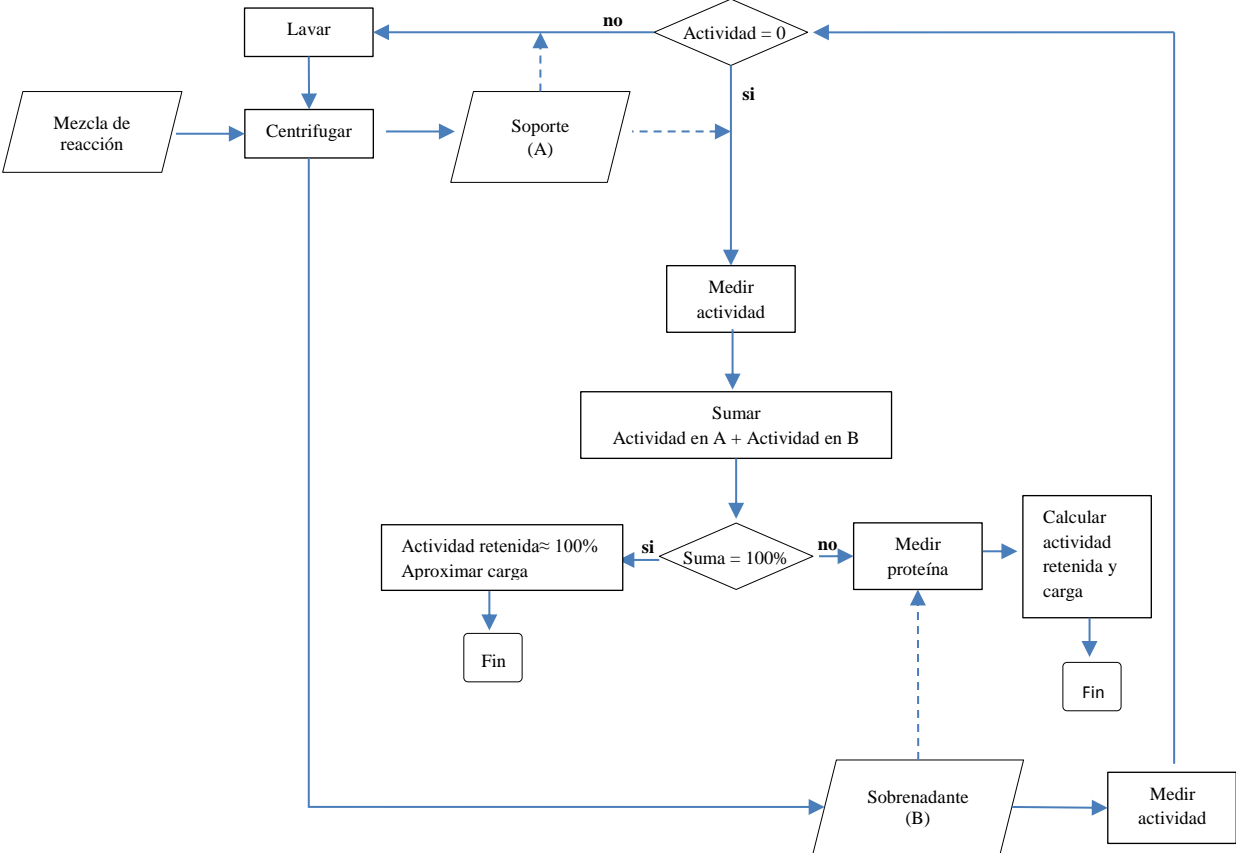 Lavar
no
Actividad = 0
si
Mezcla de
reacción
Centrifugar
Soporte
(A)
Medir
actividad
Sumar
Actividad en A + Actividad en B
Actividad retenida≈ 100%
Aproximar carga
si
Suma = 100%
no
Medir
proteína
Calcular
actividad
retenida y
carga
Fin
Fin
Sobrenadante
(B)
Medir
actividad